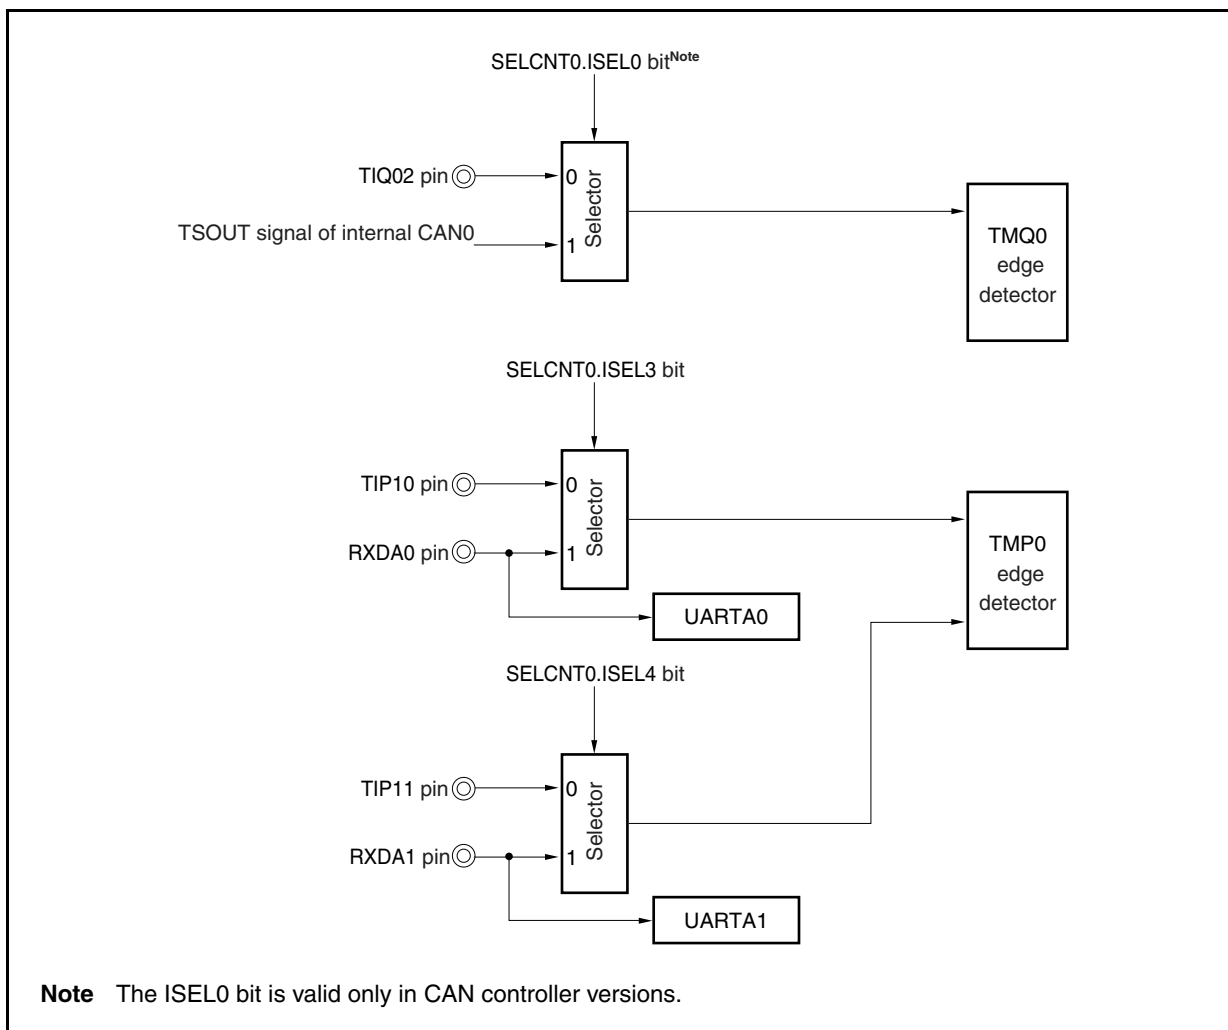 SELCNT0.ISEL0 bitNote
TIQ02 pin
0
TSOUT signal of internal CAN0
1
Selector
TMQ0
edge
detector
SELCNT0.ISEL3 bit
TIP10 pin
0
RXDA0 pin
1
Selector
TMP0
edge
detector
UARTA0
SELCNT0.ISEL4 bit
TIP11 pin
0
RXDA1 pin
1
Selector
UARTA1
Note The ISEL0 bit is valid only in CAN controller versions.